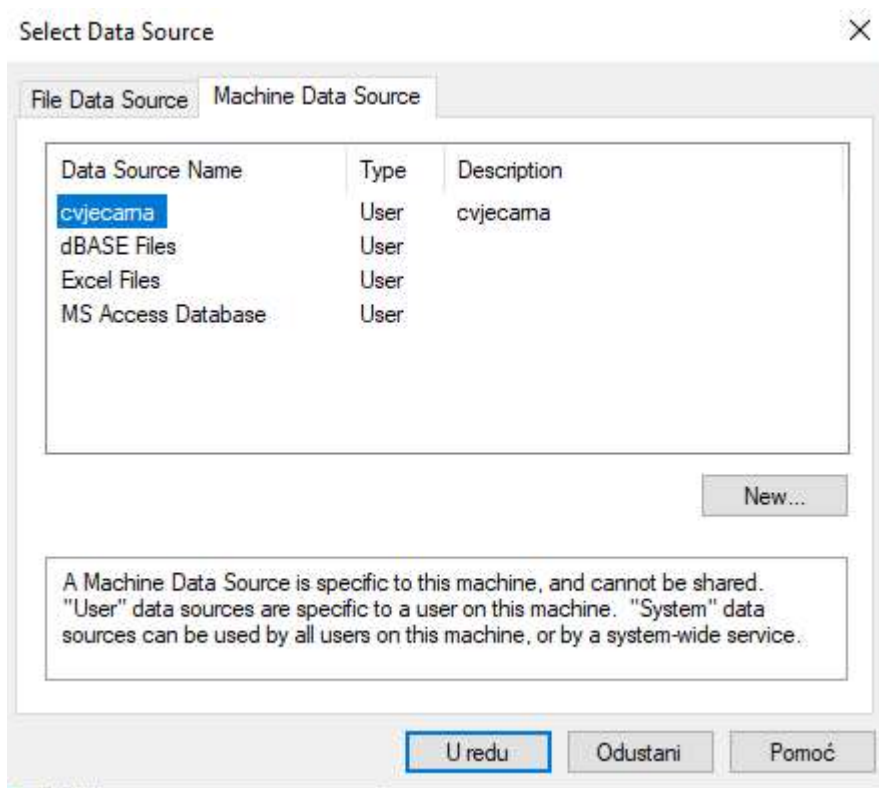 Select Data Source
File Data Source Machine Data Source
Data Source Name Type Description
cvjecarna User cvjecarna
dBASE Files User
Excel Files User
MS Access Database User
New...
A Machine Data Source is specific to this machine, and cannot be shared.
"User" data sources are specific to a user on this machine. "System" data
sources can be used by all users on this machine, or by a system-wide service.
U redu Odustani Pomoć